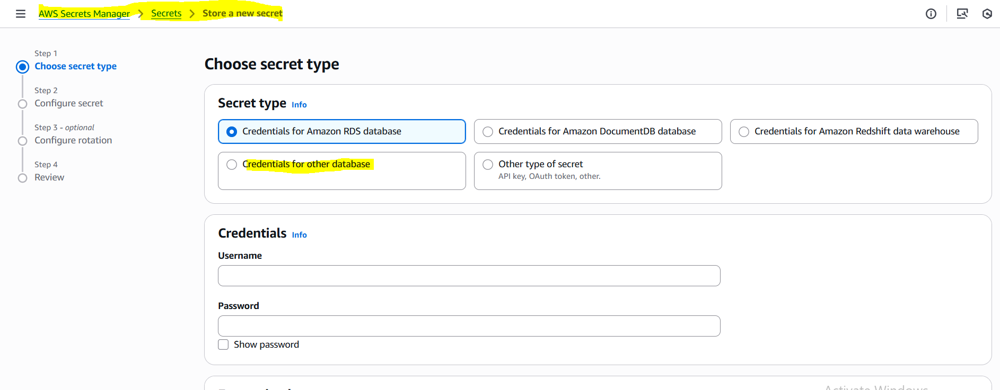 AWS Secrets Manager > Secrets > Store a new secret
Step 1
Choose secret type
Step 2
Configure secret
Step 3 - optional
Configure rotation
Step 4
Review
Choose secret type
Secret type Info
Credentials for Amazon RDS database
Credentials for Amazon DocumentDB database
Credentials for Amazon Redshift data warehouse
Credentials for other database
Other type of secret
API key, OAuth token, other.
Credentials Info
Username
Password
Show password
Activate Windows